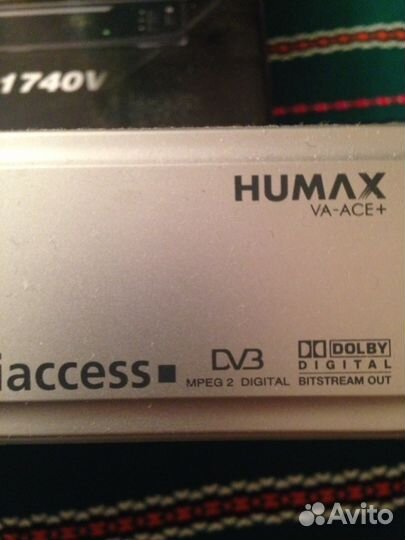 1740V
HUMAX
VA-ACE+
iaccess
DVB
MPEG 2 DIGITAL
DOLBY
DIGITAL
BITSTREAM OUT
Avito